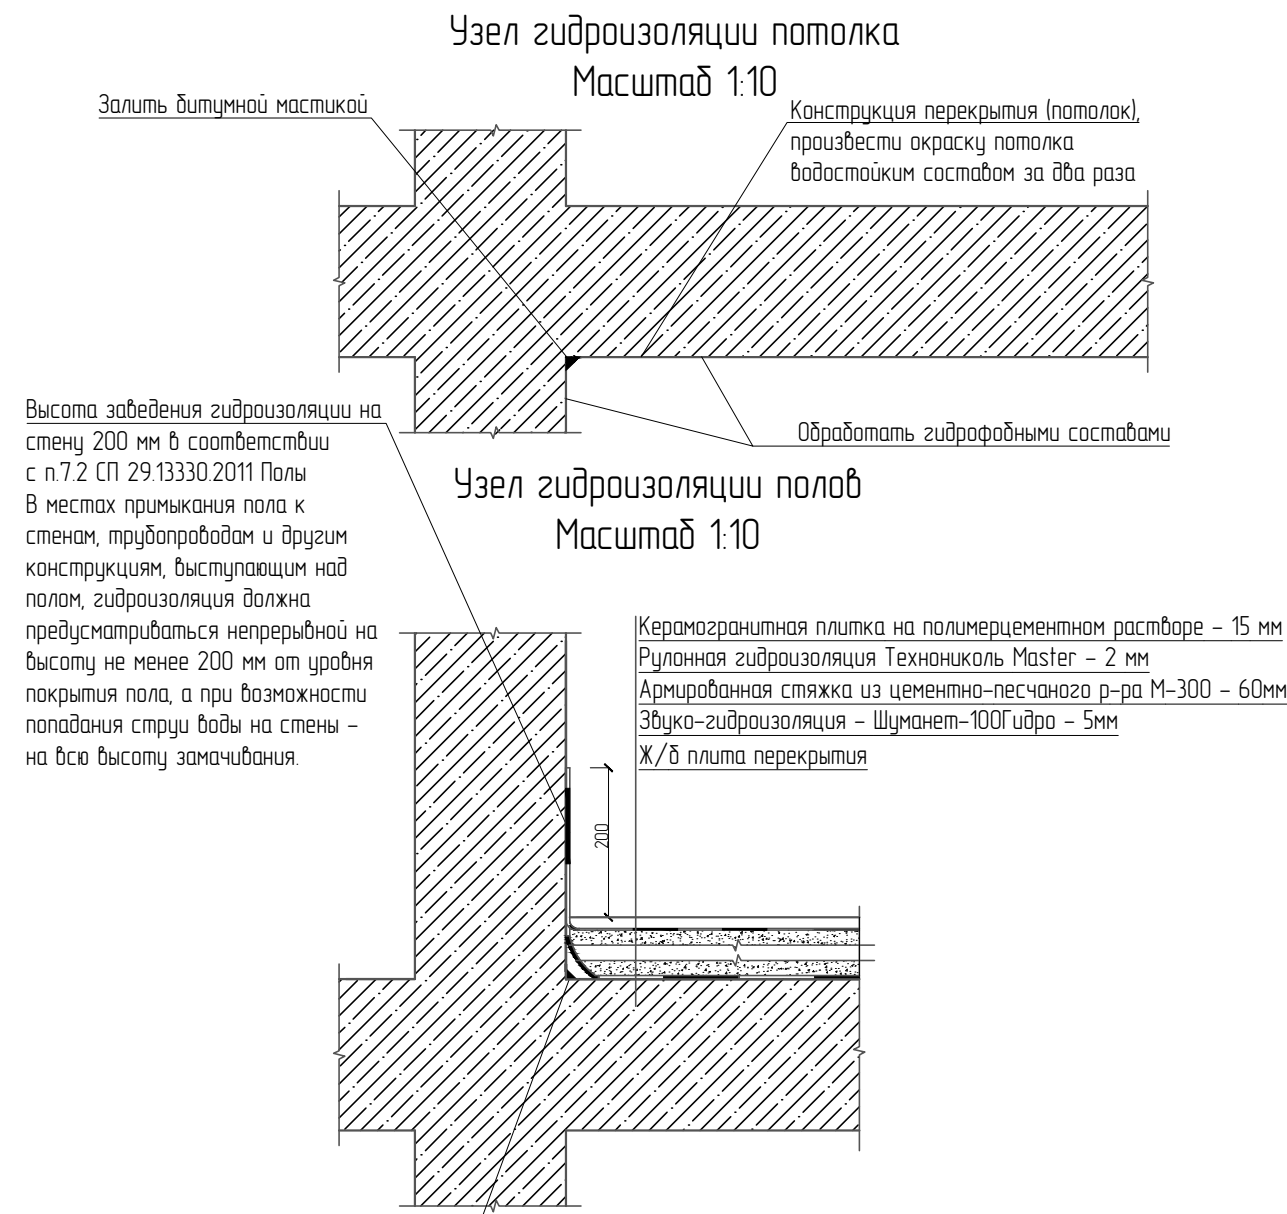 Узел гидроизоляции потолка
Масштаб 1:10
Залить битумной мастикой
Конструкция перекрытия (потолок),
произвести окраску потолка
водостойким составом за два раза
Обработать гидрофобными составами
Высота заведения гидроизоляции на
стену 200 мм в соответствии
с п.7.2 СП 29.13330.2011 Полы
В местах примыкания пола к
стенам, трубопроводам и другим
конструкциям, выступающим над
полом, гидроизоляция должна
предусматриваться непрерывной на
высоту не менее 200 мм от уровня
покрытия пола, а при возможности
попадания струи воды на стены –
на всю высоту замачивания.
Узел гидроизоляции полов
Масштаб 1:10
Керамогранитная плитка на полимерцементном растворе – 15 мм
Рулонная гидроизоляция Технониколь Master – 2 мм
Армированная стяжка из цементно-песчаного р-ра М-300 – 60мм
Звуко-гидроизоляция – Шуманет-100Гидро – 5мм
Ж/б плита перекрытия
200